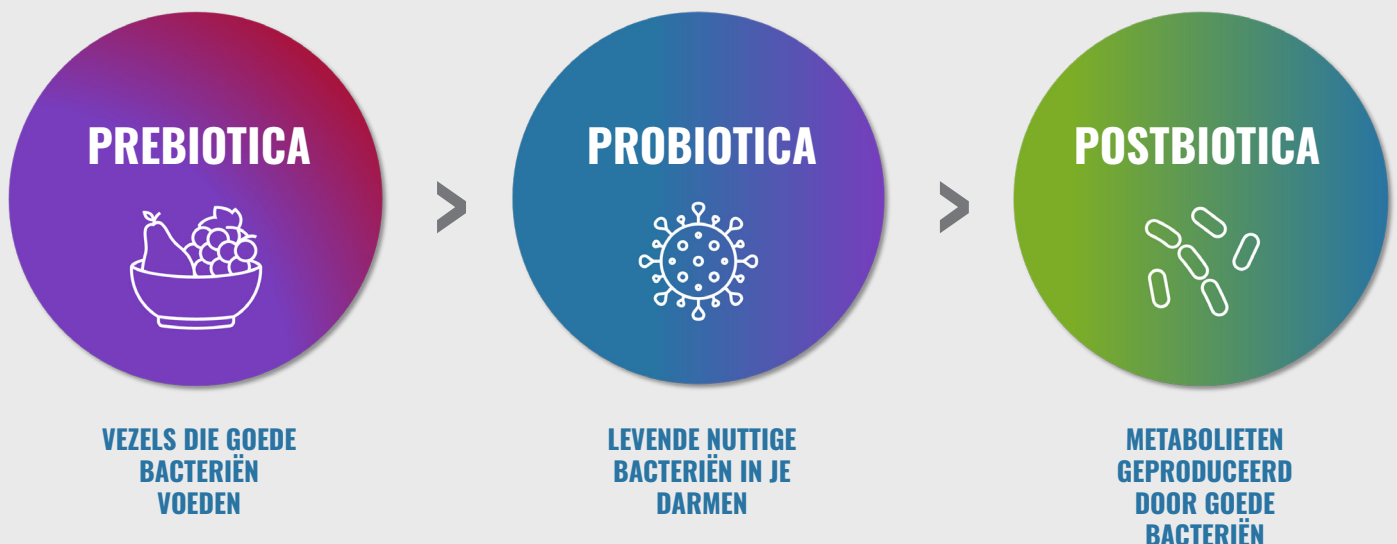 PREBIOTICA
>
PROBIOTICA
>
POSTBIOTICA
VEZELS DIE GOEDE
BACTERIËN
VOEDEN
LEVENDE NUTTIGE
BACTERIËN IN JE
DARMEN
METABOLIETEN
GEPRODUCEERD
DOOR GOEDE
BACTERIËN